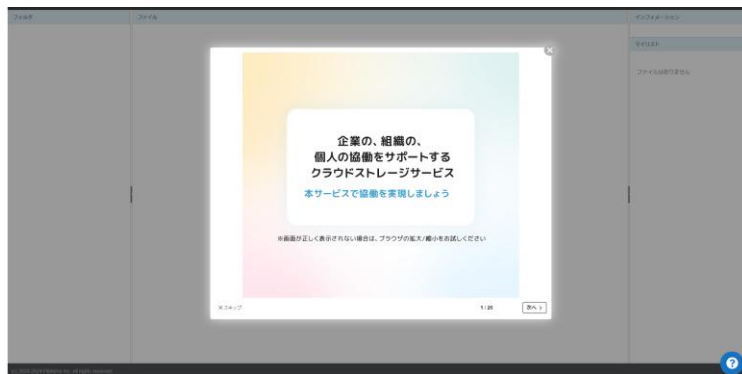 フォルダ
ファイル
インフォメーション
マイリスト
ファイルはありません
企業の、組織の、
個人の協働をサポートする
クラウドストレージサービス
本サービスで協働を実現しましょう
※画面が正しく表示されない場合は、ブラウザの拡大/縮小をお試しください
スキップ
1 / 25
次へ >
?